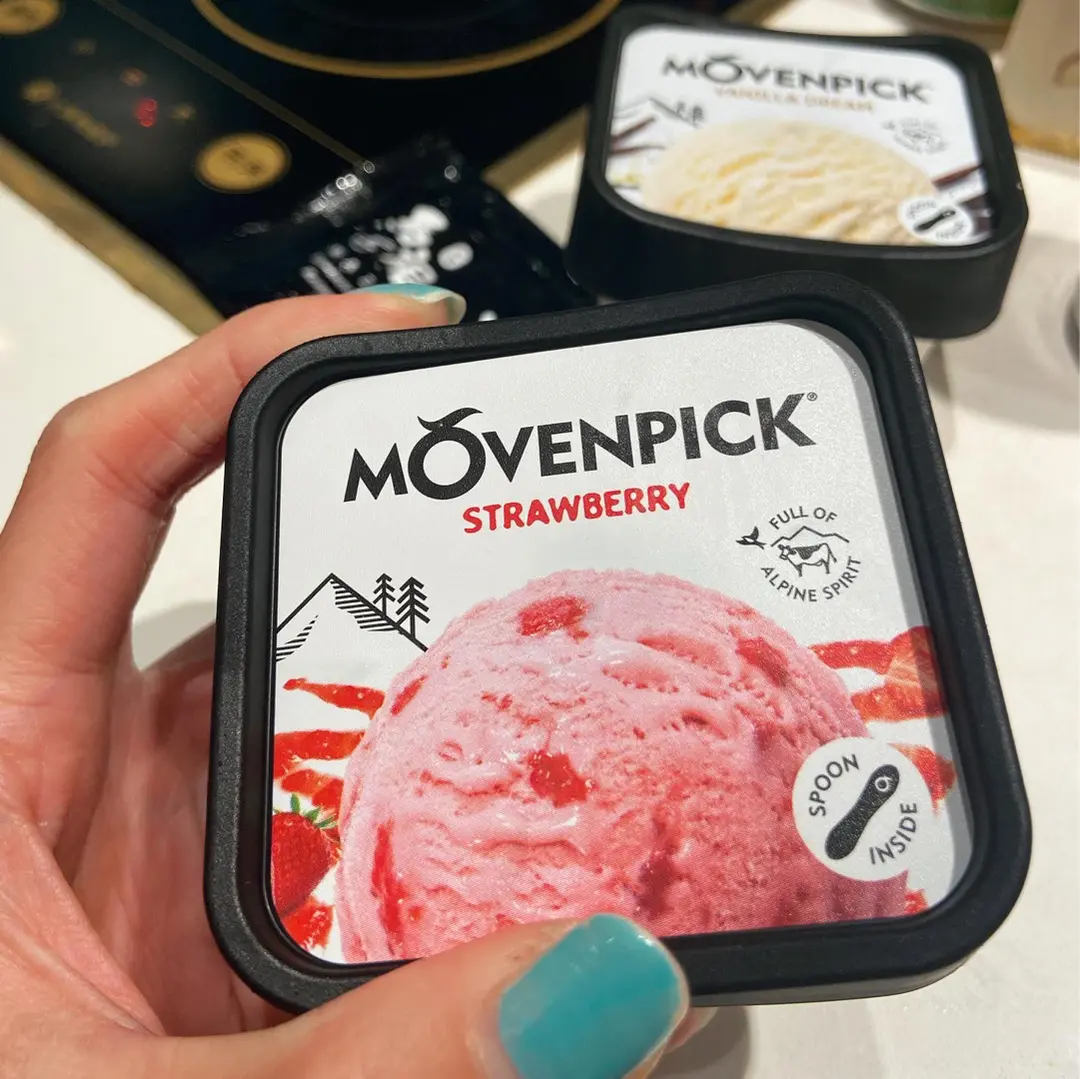 MÖVENPICK
VANILLA DREAM
MÖVENPICK®
STRAWBERRY
FULL OF
ALPINE SPIRIT
SPOON
INSIDE